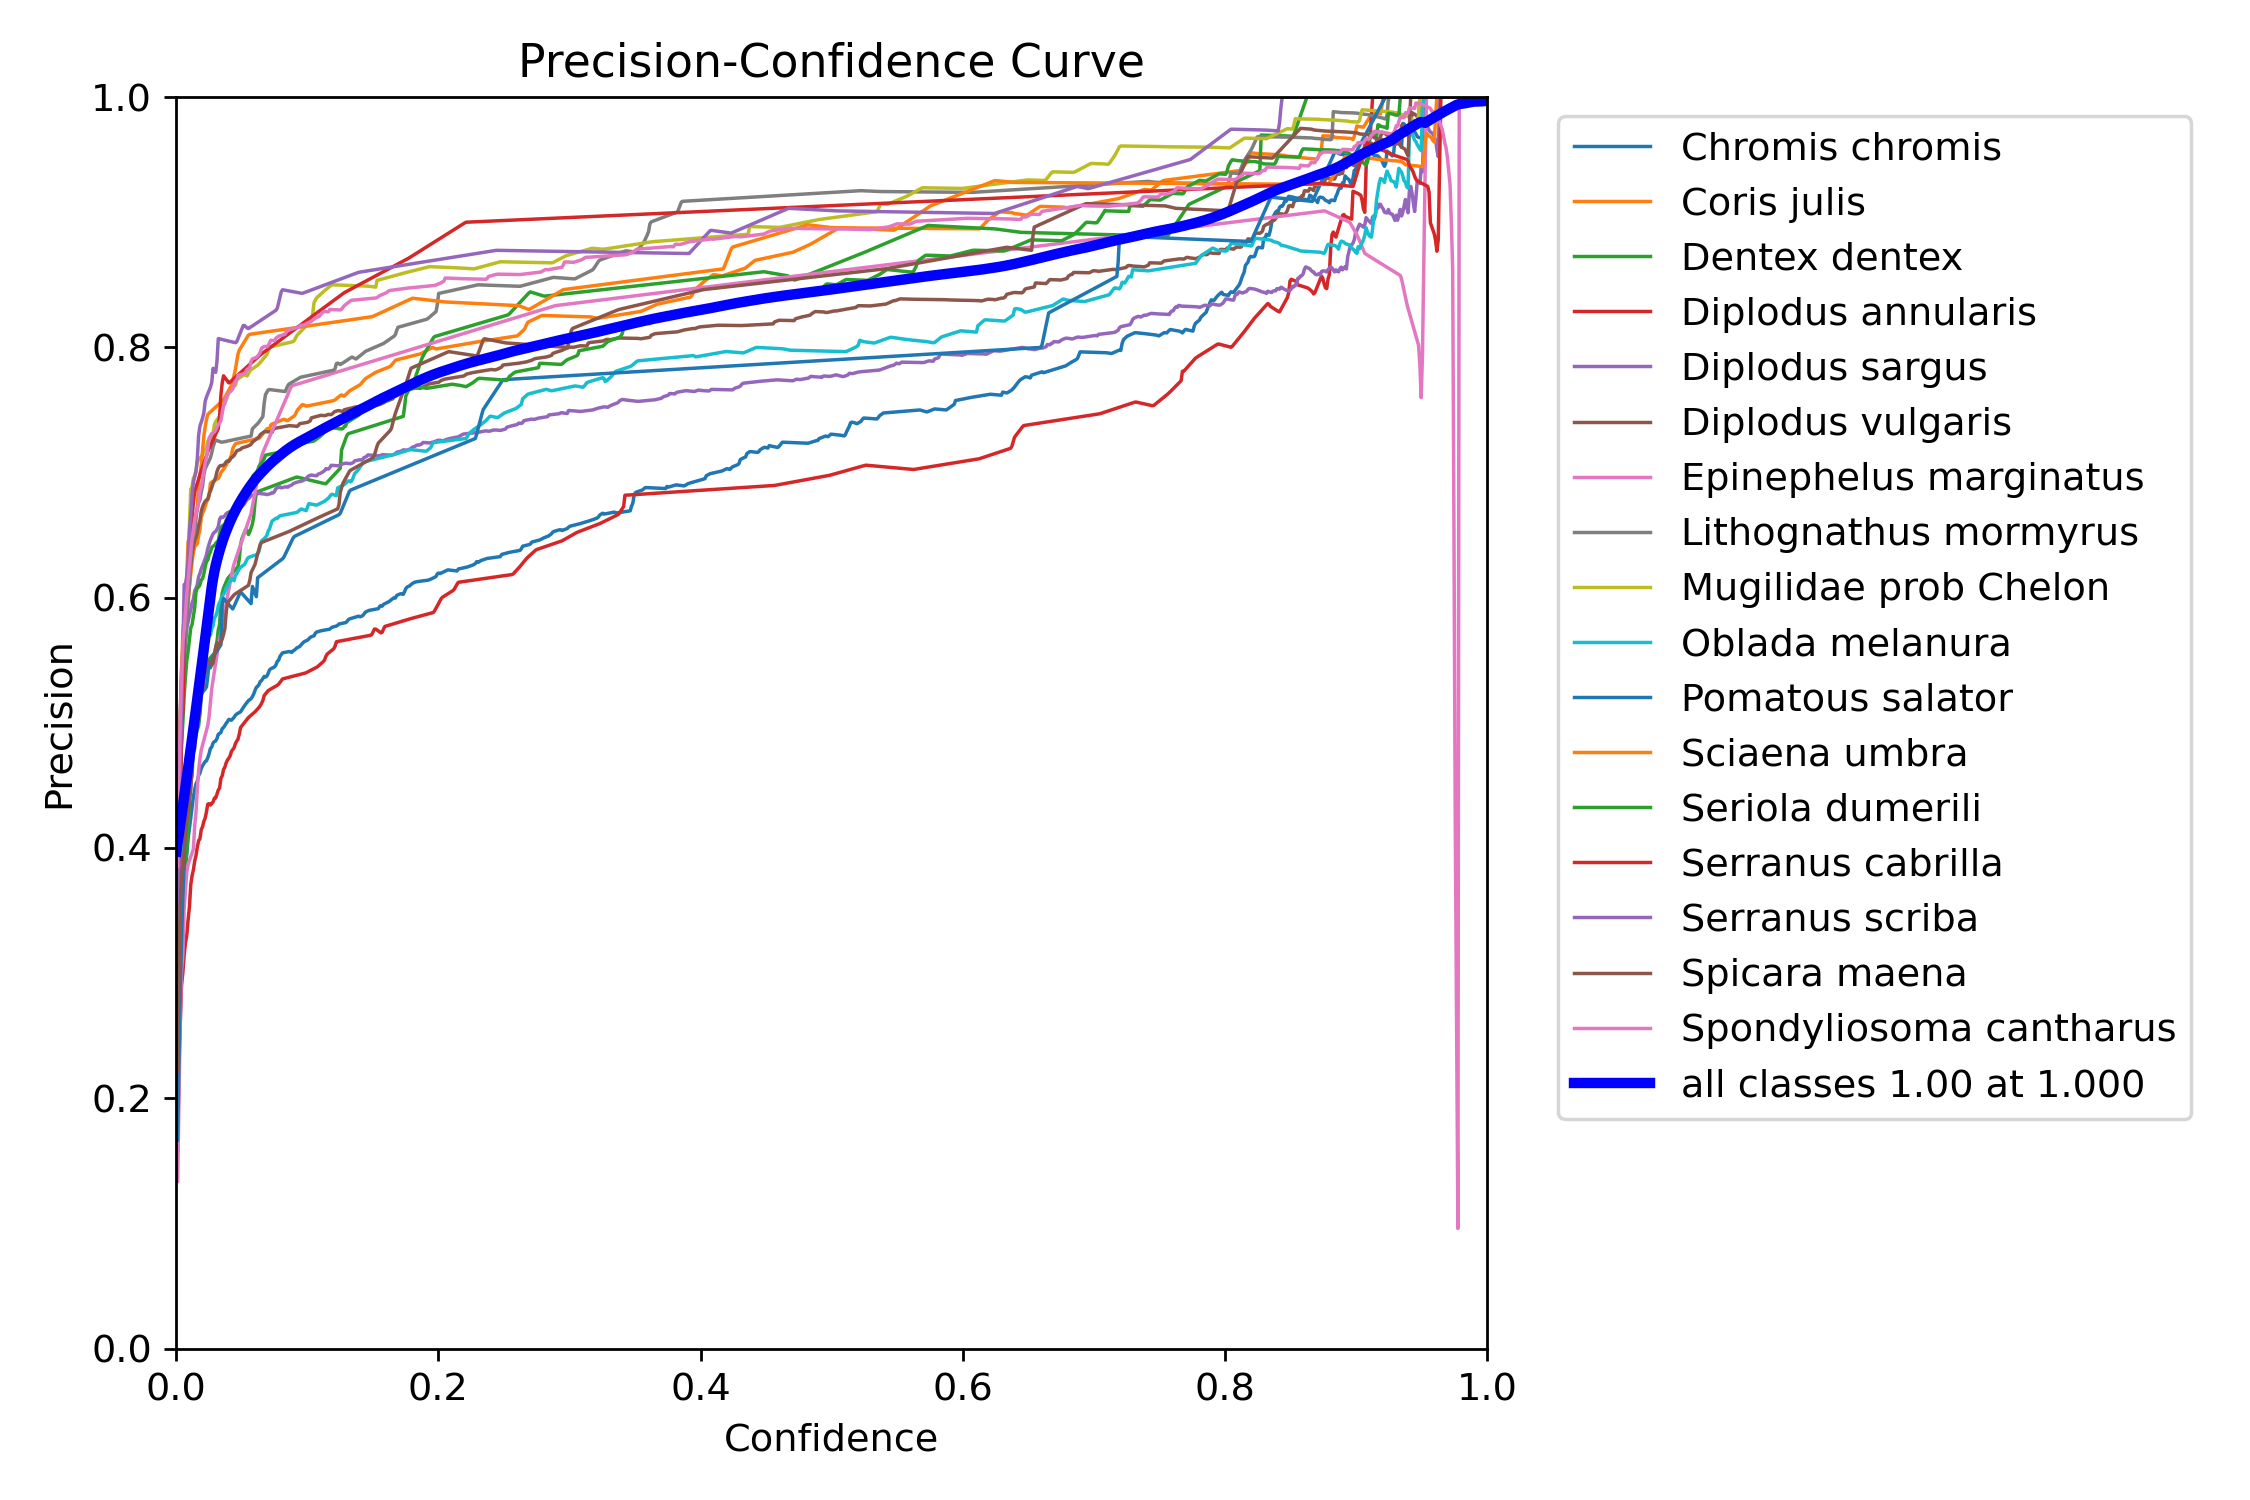 Precision-Confidence Curve
1.0
0.8
0.6
0.4
0.2
0.0
Precision
0.0 0.2 0.4 0.6 0.8 1.0
Confidence
Chromis chromis
Coris julis
Dentex dentex
Diplodus annularis
Diplodus sargus
Diplodus vulgaris
Epinephelus marginatus
Lithognathus mormyrus
Mugilidae prob Chelon
Oblada melanura
Pomatous salator
Sciaena umbra
Seriola dumerili
Serranus cabrilla
Serranus scriba
Spicara maena
Spondyliosoma cantharus
all classes 1.00 at 1.000